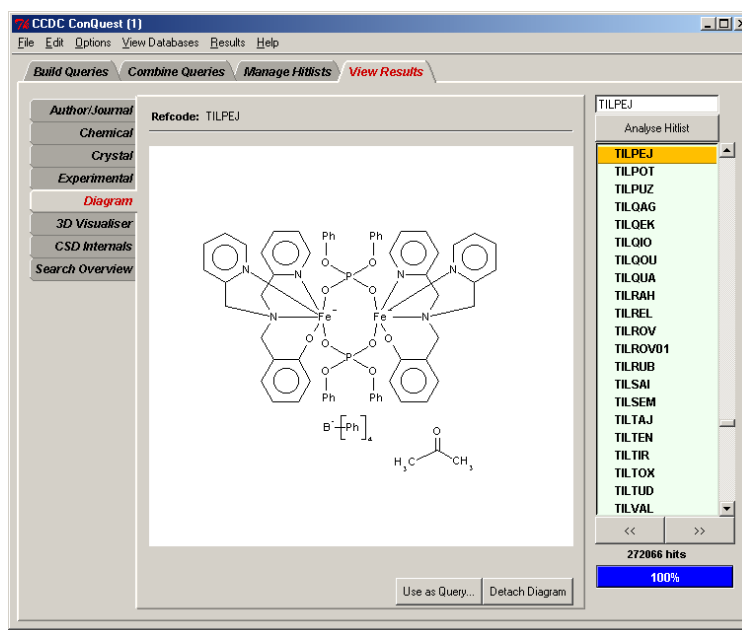 CCDC ConQuest (1)
File Edit Options View Databases Results Help
Build Queries Combine Queries Manage Hitlists View Results
Author/Journal
Chemical
Crystal
Experimental
Diagram
3D Visualiser
CSD Internals
Search Overview
Refcode: TILPEJ
Ph Ph
O O
N N P N N
O O
N Fe⁻ Fe N
O O O O
P
O O
Ph Ph
B⁻ [Ph]₄
O
H₃C CH₃
Use as Query... Detach Diagram
TILPEJ
Analyse Hitlist
TILPEJ
TILPOT
TILPUZ
TILQAG
TILQEK
TILQIO
TILQOU
TILQUA
TILRAH
TILREL
TILROV
TILROV01
TILRUB
TILSAI
TILSEM
TILTAJ
TILTEN
TILTIR
TILTOX
TILTUD
TILVAL
<< >>
272066 hits
100%